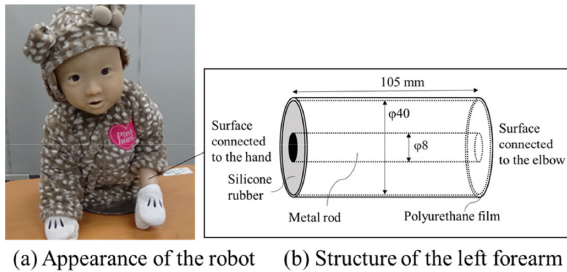 105 mm
φ40
φ8
Surface
connected
to the hand
Surface
connected
to the elbow
Silicone
rubber
Metal rod
Polyurethane film
(a) Appearance of the robot
(b) Structure of the left forearm